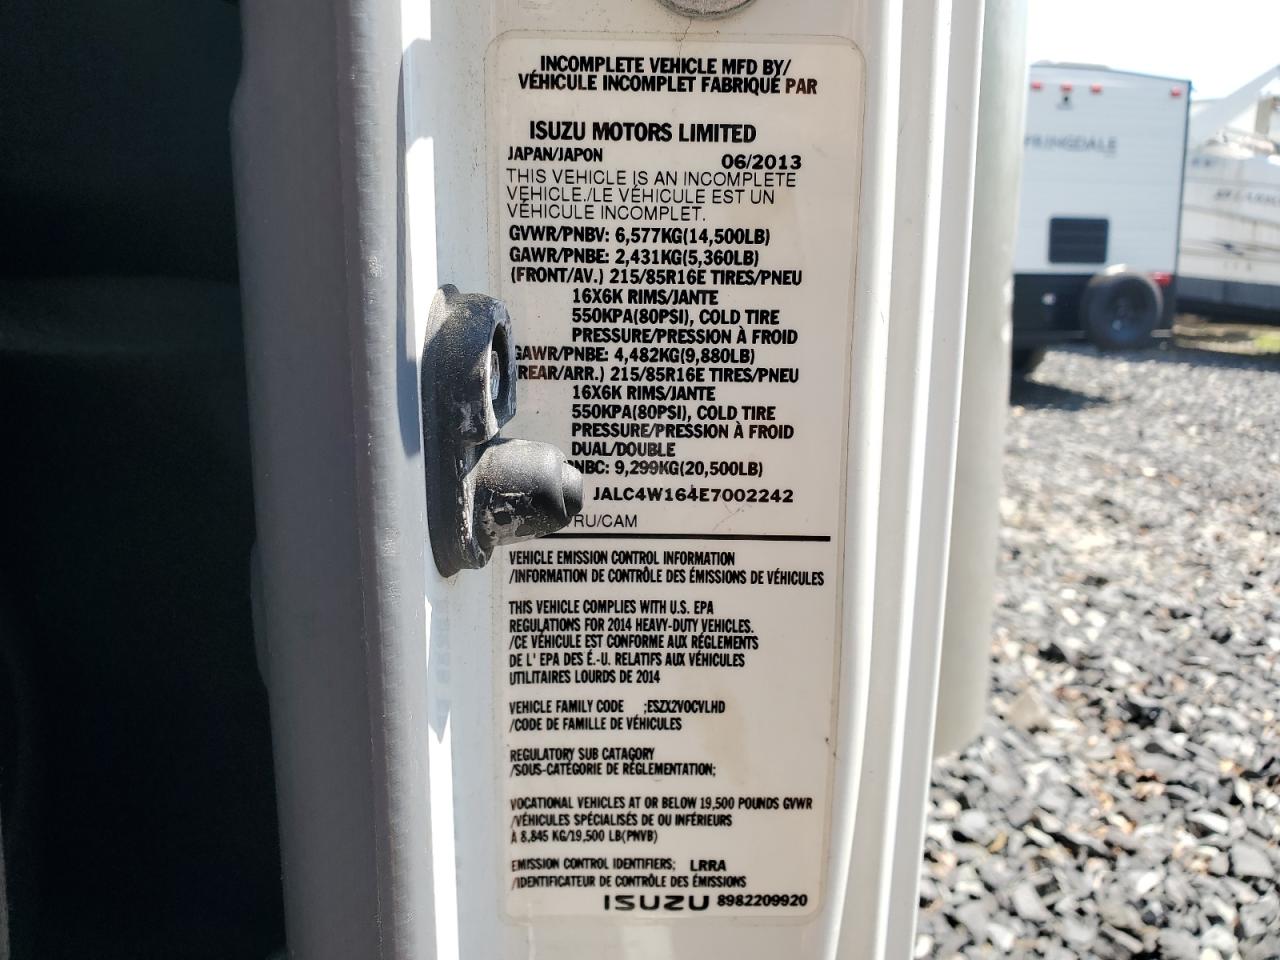 INCOMPLETE VEHICLE MFD BY/
VÉHICULE INCOMPLET FABRIQUÉ PAR
ISUZU MOTORS LIMITED
JAPAN/JAPON 06/2013
THIS VEHICLE IS AN INCOMPLETE
VEHICLE./LE VÉHICULE EST UN
VÉHICULE INCOMPLET.
GVWR/PNBV: 6,577KG(14,500LB)
GAWR/PNBE: 2,431KG(5,360LB)
(FRONT/AV.) 215/85R16E TIRES/PNEU
16X6K RIMS/JANTE
550KPA(80PSI), COLD TIRE
PRESSURE/PRESSION À FROID
GAWR/PNBE: 4,482KG(9,880LB)
(REAR/ARR.) 215/85R16E TIRES/PNEU
16X6K RIMS/JANTE
550KPA(80PSI), COLD TIRE
PRESSURE/PRESSION À FROID
DUAL/DOUBLE
PNBC: 9,299KG(20,500LB)
JALC4W164E7002242
/CAM
VEHICLE EMISSION CONTROL INFORMATION
/INFORMATION DE CONTRÔLE DES ÉMISSIONS DE VÉHICULES
THIS VEHICLE COMPLIES WITH U.S. EPA
REGULATIONS FOR 2014 HEAVY-DUTY VEHICLES.
/CE VÉHICULE EST CONFORME AUX RÉGLEMENTS
DE L' EPA DES É.-U. RELATIFS AUX VÉHICULES
UTILITAIRES LOURDS DE 2014
VEHICLE FAMILY CODE ;ESZX2VOCVLHD
/CODE DE FAMILLE DE VÉHICULES
REGULATORY SUB CATAGORY
/SOUS-CATÉGORIE DE RÉGLEMENTATION;
VOCATIONAL VEHICLES AT OR BELOW 19,500 POUNDS GVWR
/VÉHICULES SPÉCIALISÉS DE OU INFÉRIEURS
À 8,845 KG/19,500 LB(PNVB)
EMISSION CONTROL IDENTIFIERS; LRRA
/IDENTIFICATEUR DE CONTRÔLE DES ÉMISSIONS
ISUZU 8982209920